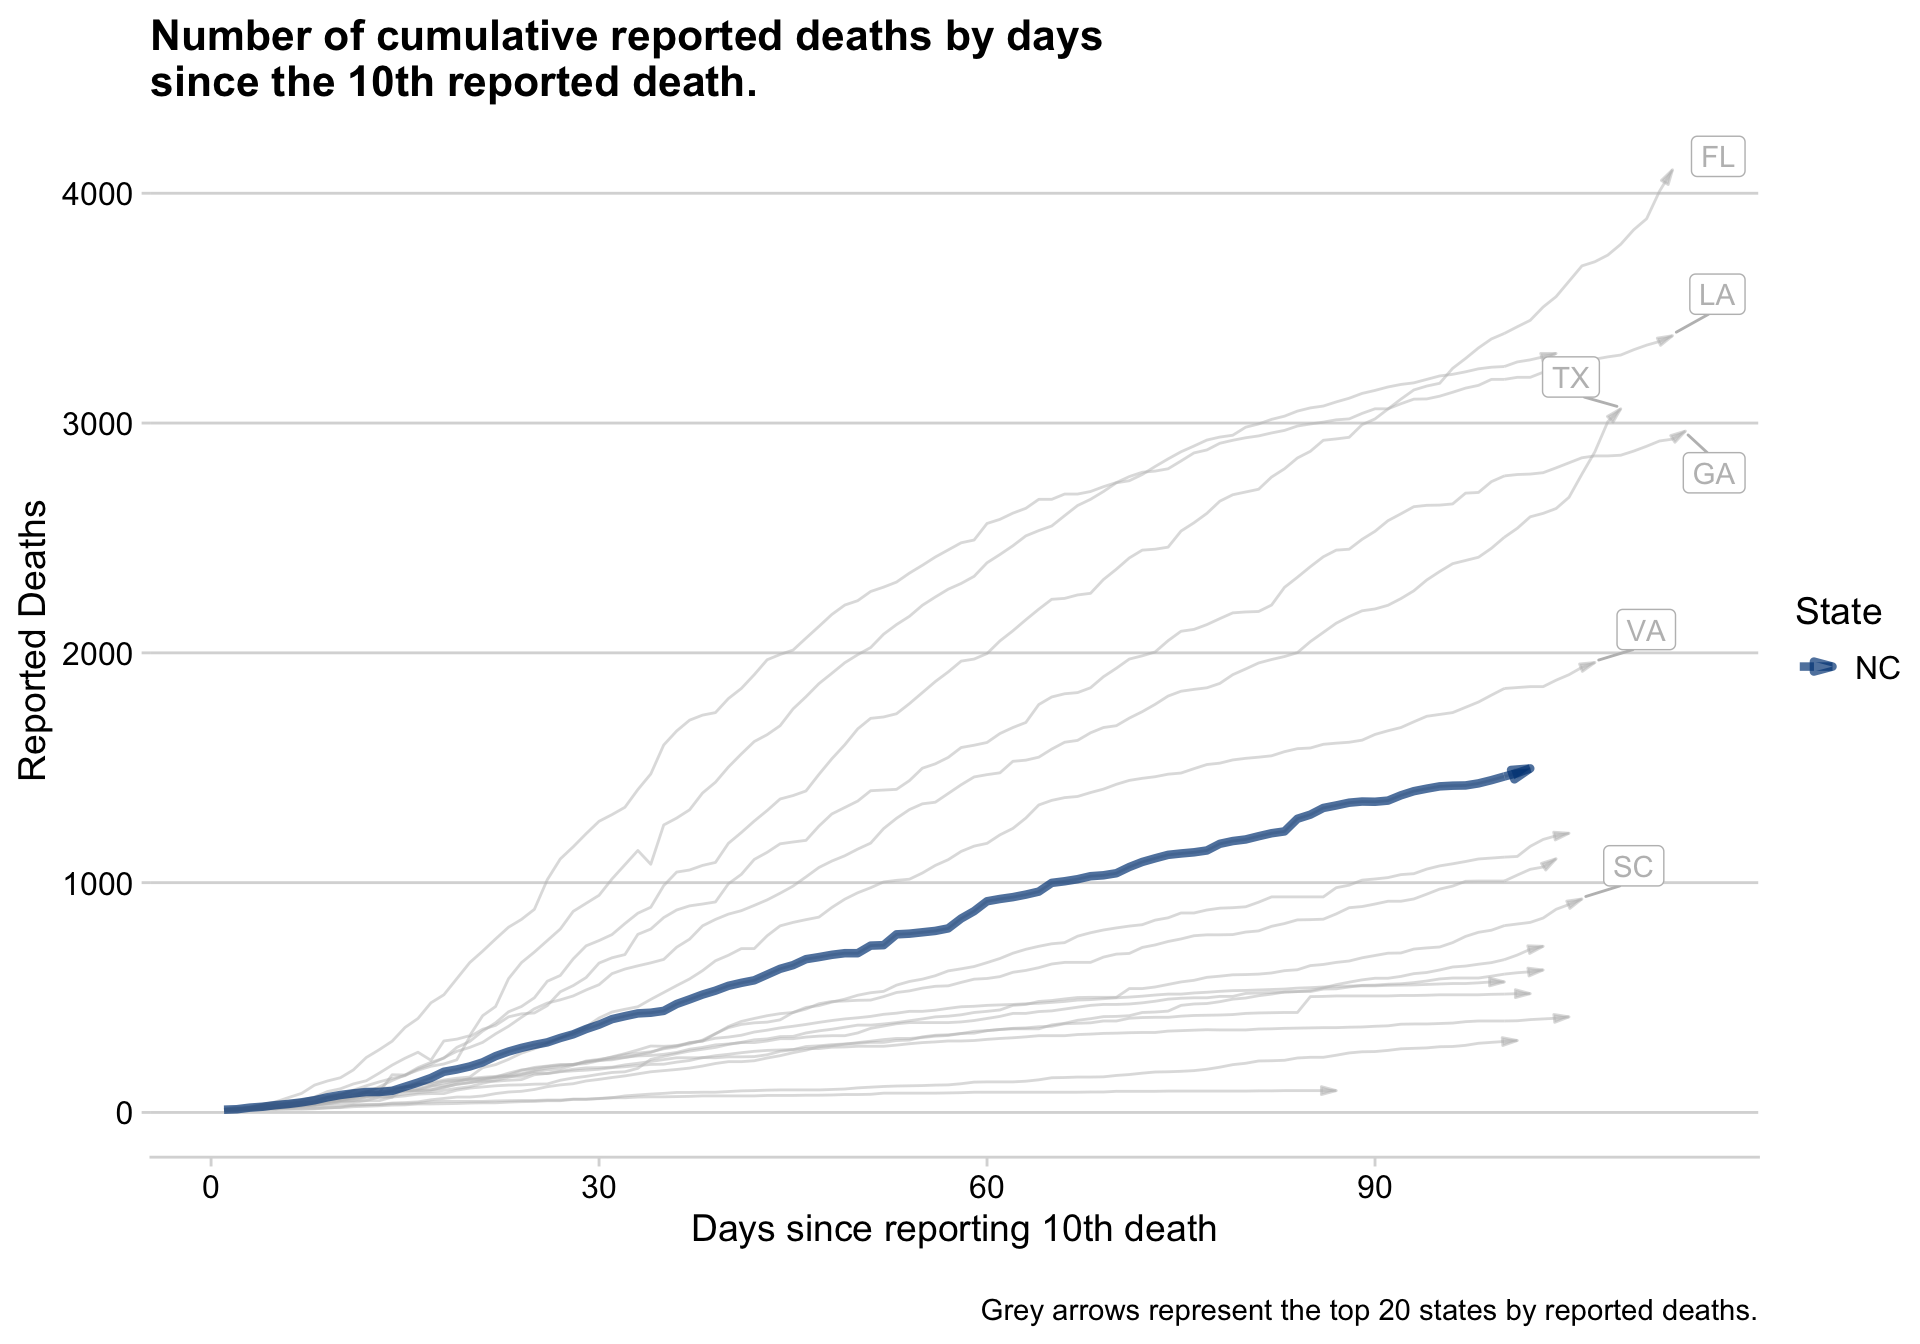 Number of cumulative reported deaths by days
since the 10th reported death.
FL
4000
LA
TX
3000
GA
Reported Deaths
State
VA
2000
NC
SC
1000
0
0 30 60 90
Days since reporting 10th death
Grey arrows represent the top 20 states by reported deaths.